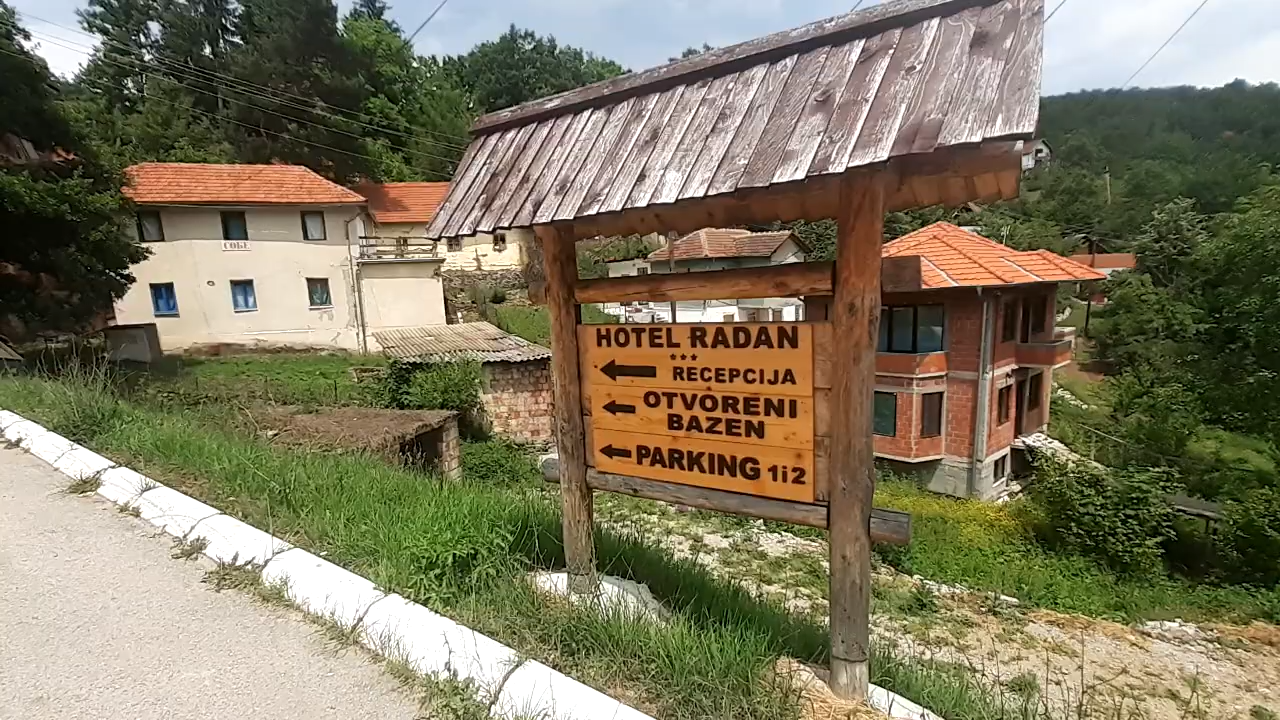 СОБЕ
HOTEL RADAN
***
RECEPCIJA
OTVORENI
BAZEN
PARKING 1i2